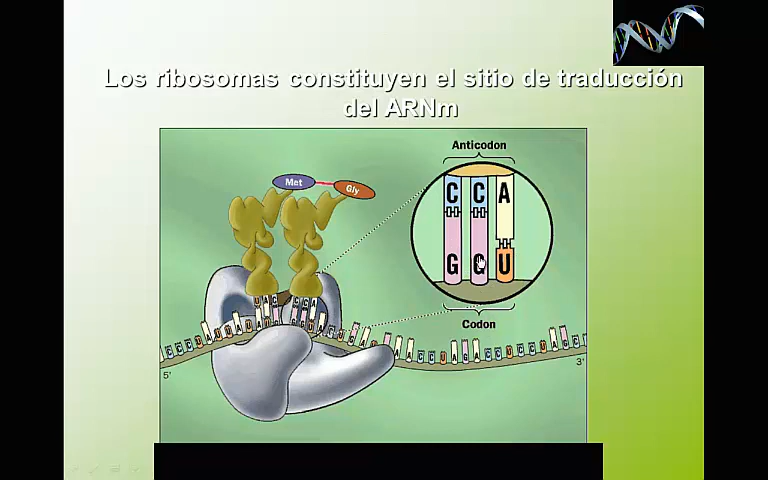 Los ribosomas constituyen el sitio de traducción
del ARNm
Anticodon
Met
Gly
C C A
G G U
U A C C C A
Codon
5'
3'